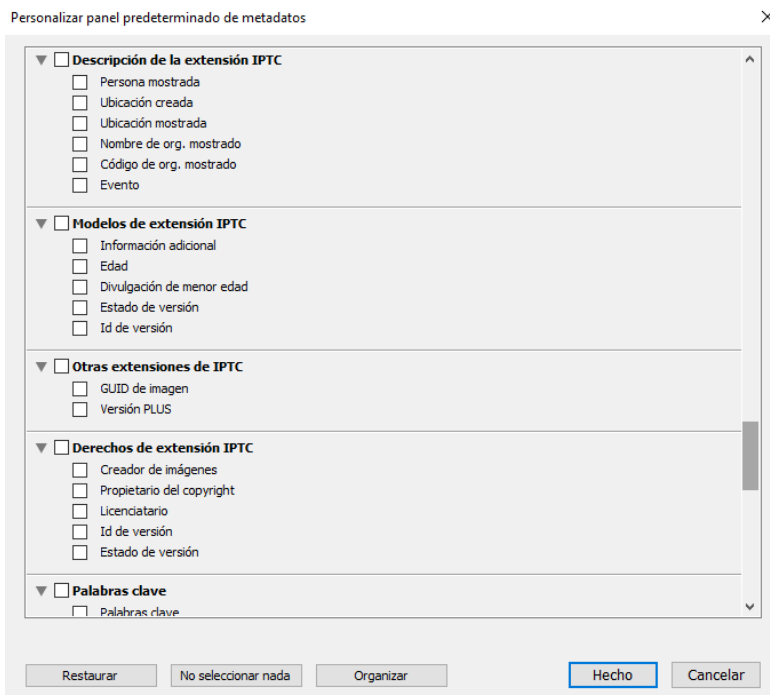 Personalizar panel predeterminado de metadatos
Descripción de la extensión IPTC
Persona mostrada
Ubicación creada
Ubicación mostrada
Nombre de org. mostrado
Código de org. mostrado
Evento
Modelos de extensión IPTC
Información adicional
Edad
Divulgación de menor edad
Estado de versión
Id de versión
Otras extensiones de IPTC
GUID de imagen
Versión PLUS
Derechos de extensión IPTC
Creador de imágenes
Propietario del copyright
Licenciatario
Id de versión
Estado de versión
Palabras clave
Palabras clave
Restaurar No seleccionar nada Organizar Hecho Cancelar